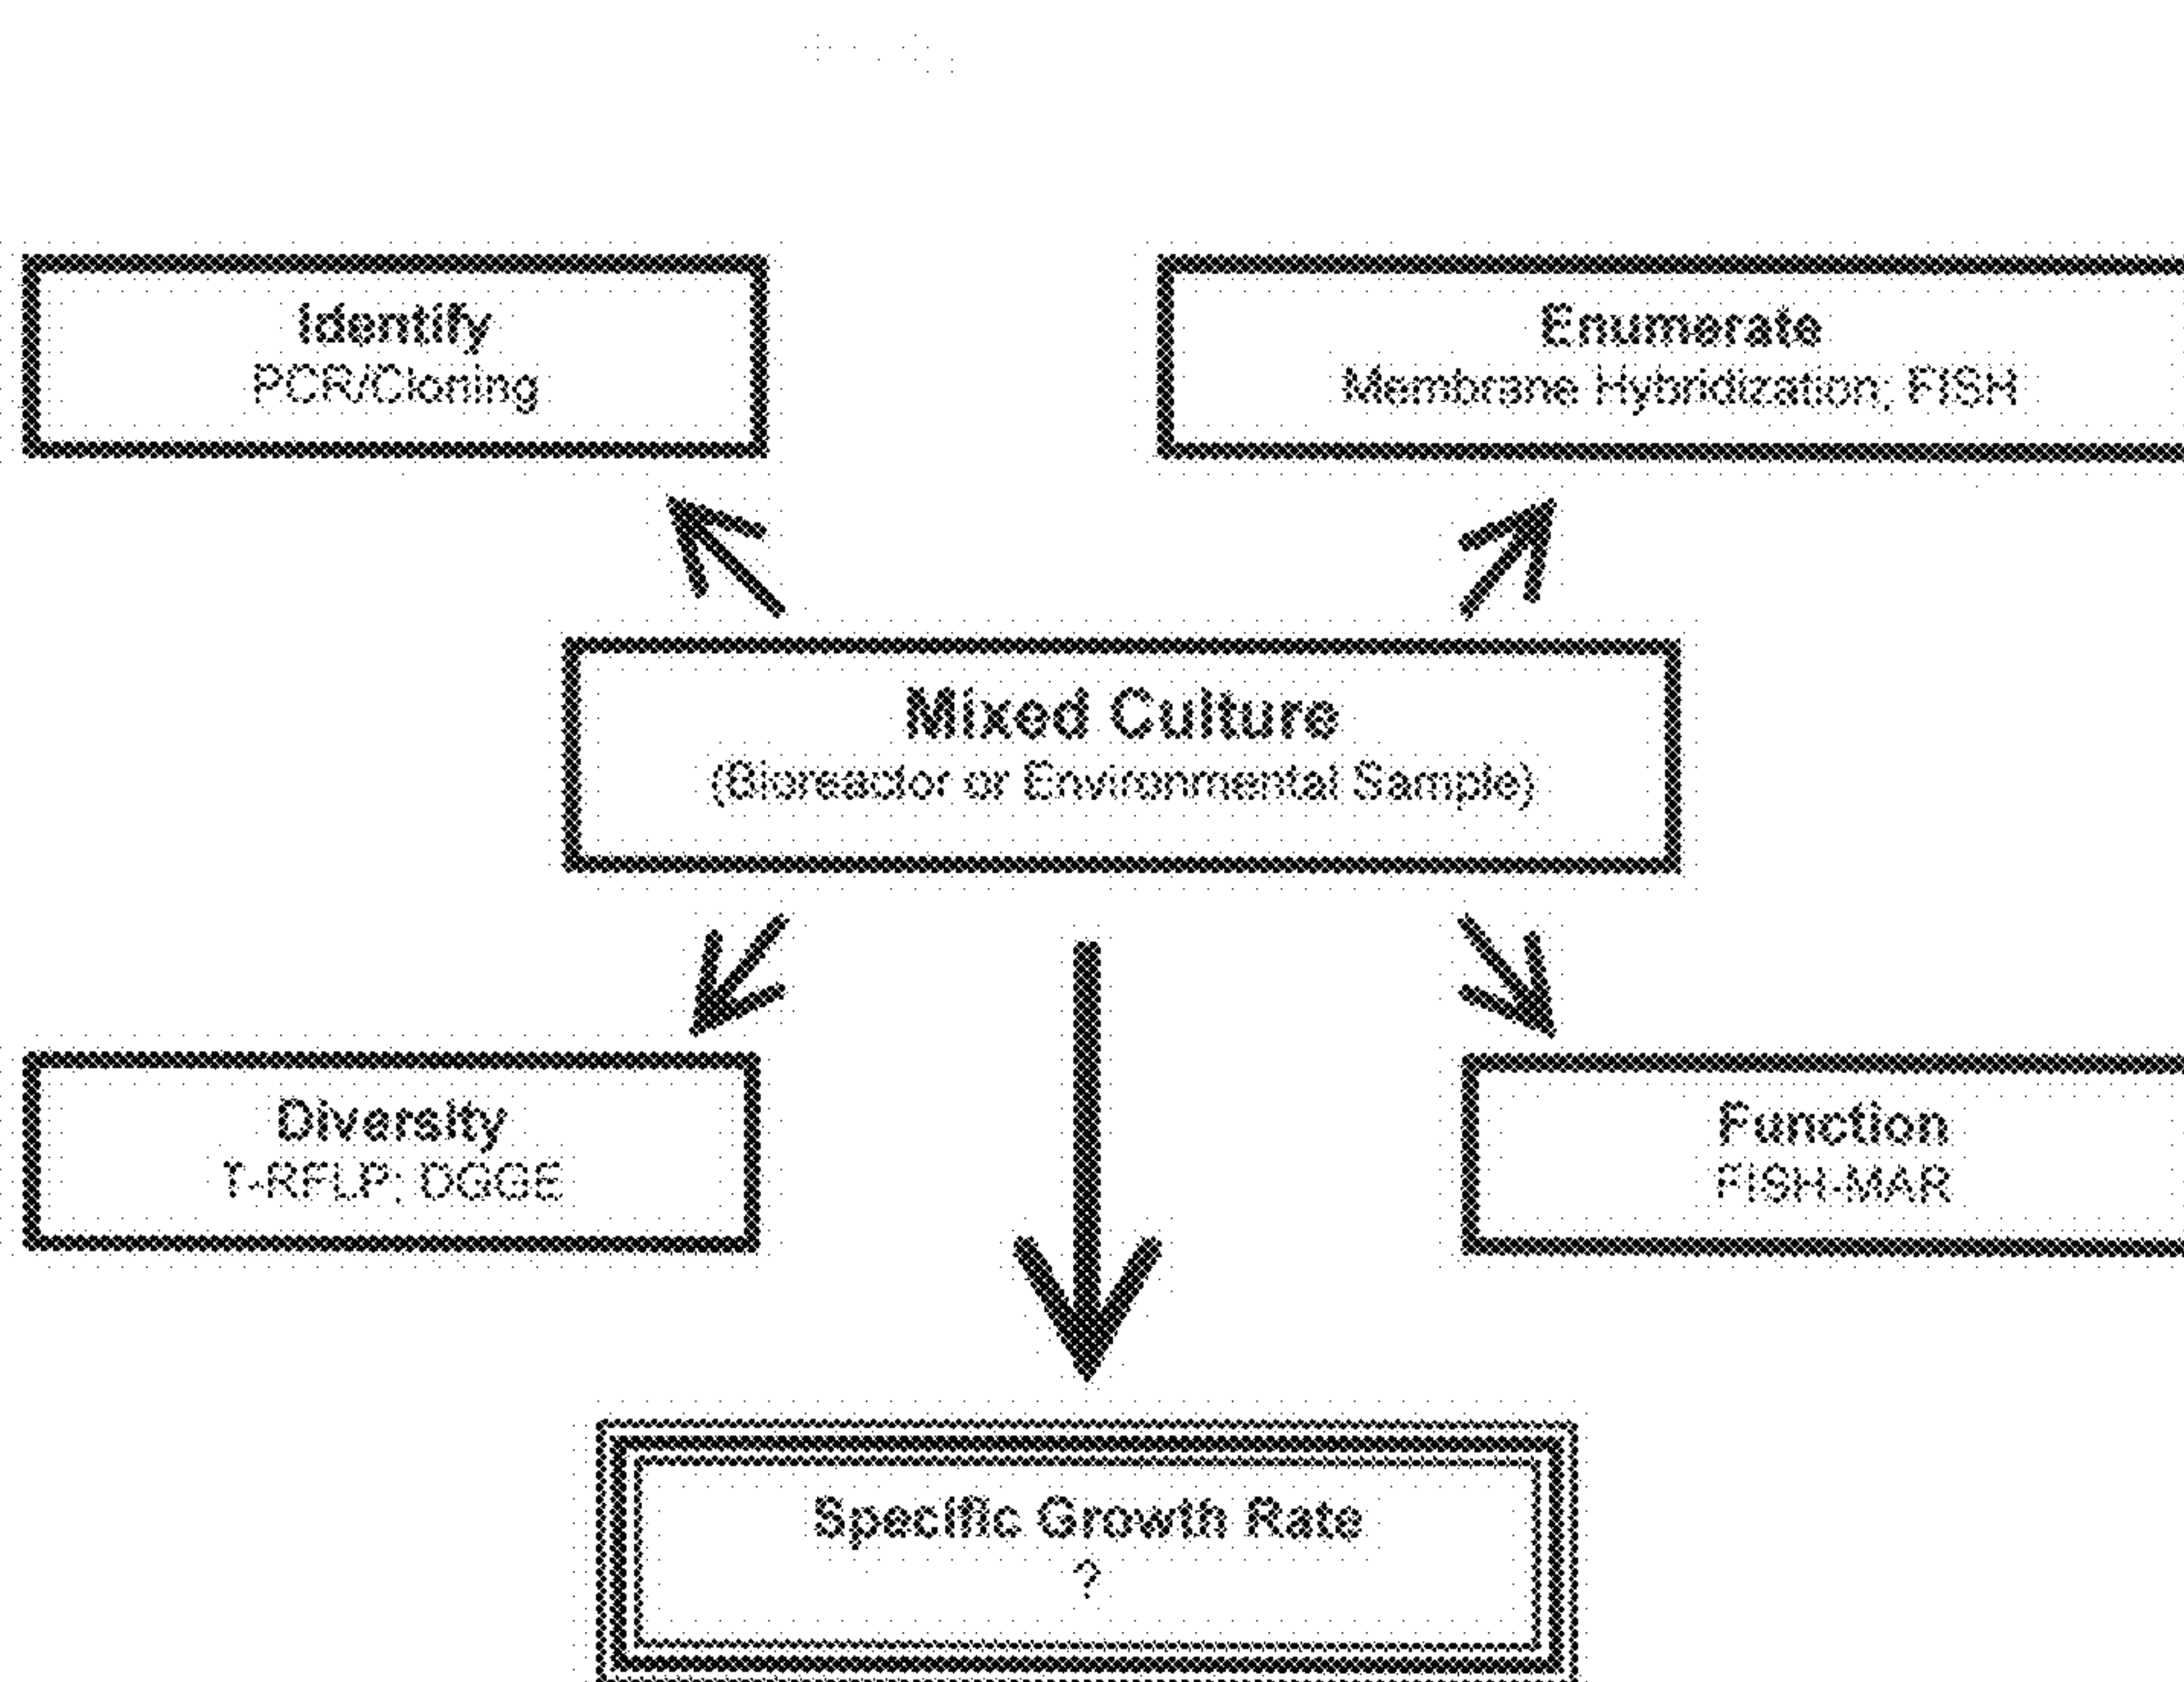 Identify
PCR/Cloning
Enumerate
Membrane Hybridization; FISH
Mixed Culture
(Bioreactor or Environmental Sample)
Diversity
T-RFLP; DGGE
Function
FISH-MAR
Specific Growth Rate
?